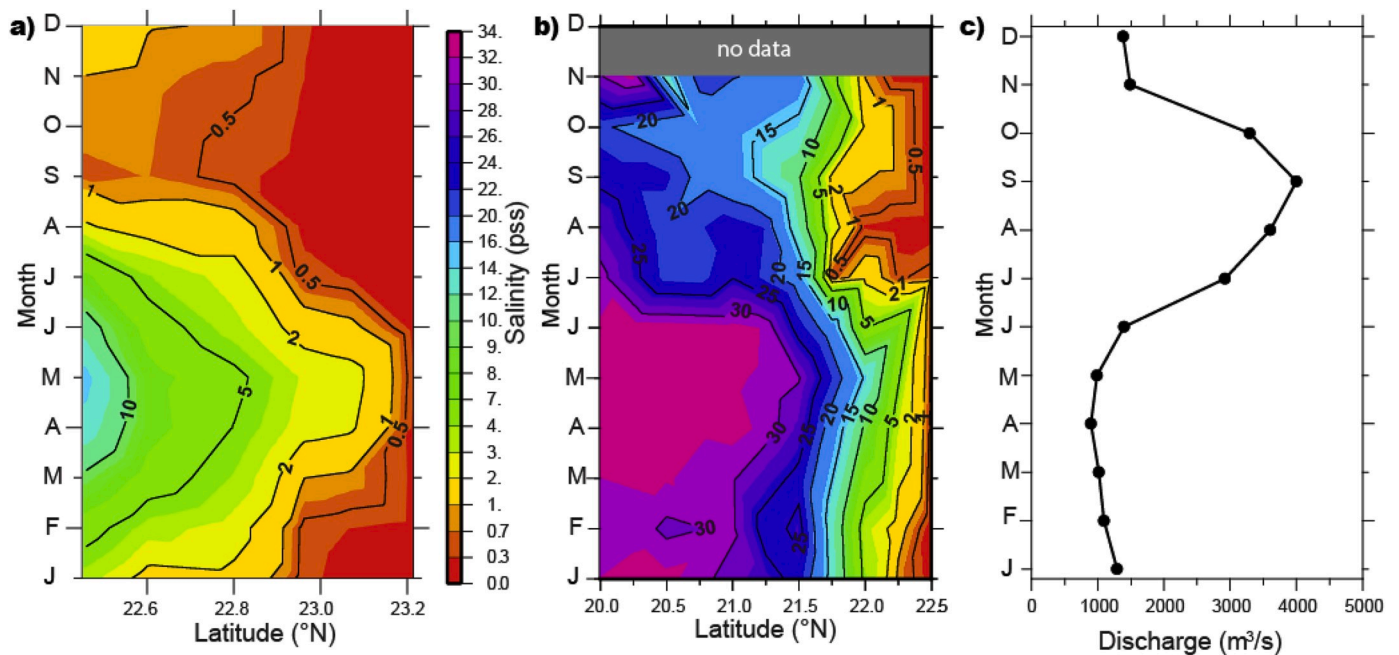 a)
D
N
O
S
A
J
J
M
A
M
F
J
Month
0.5
1
1
0.5
2
10
5
1
0.5
2
22.6 22.8 23.0 23.2
Latitude (°N)
34.
32.
30.
28.
26.
24.
22.
20.
16.
14.
12.
10.
9.
8.
7.
4.
3.
2.
1.
0.7
0.3
0.0
Salinity (pss)
b)
no data
D
N
O
S
A
J
J
M
A
M
F
J
Month
20
15
1
10
0.5
5
2
20
1
25
20
15
0.5
1
25
2
30
10
5
30
25
20
15
10
5
2
1
30
25
20.0 20.5 21.0 21.5 22.0 22.5
Latitude (°N)
c)
D
N
O
S
A
J
J
M
A
M
F
J
Month
0 1000 2000 3000 4000 5000
Discharge (m³/s)